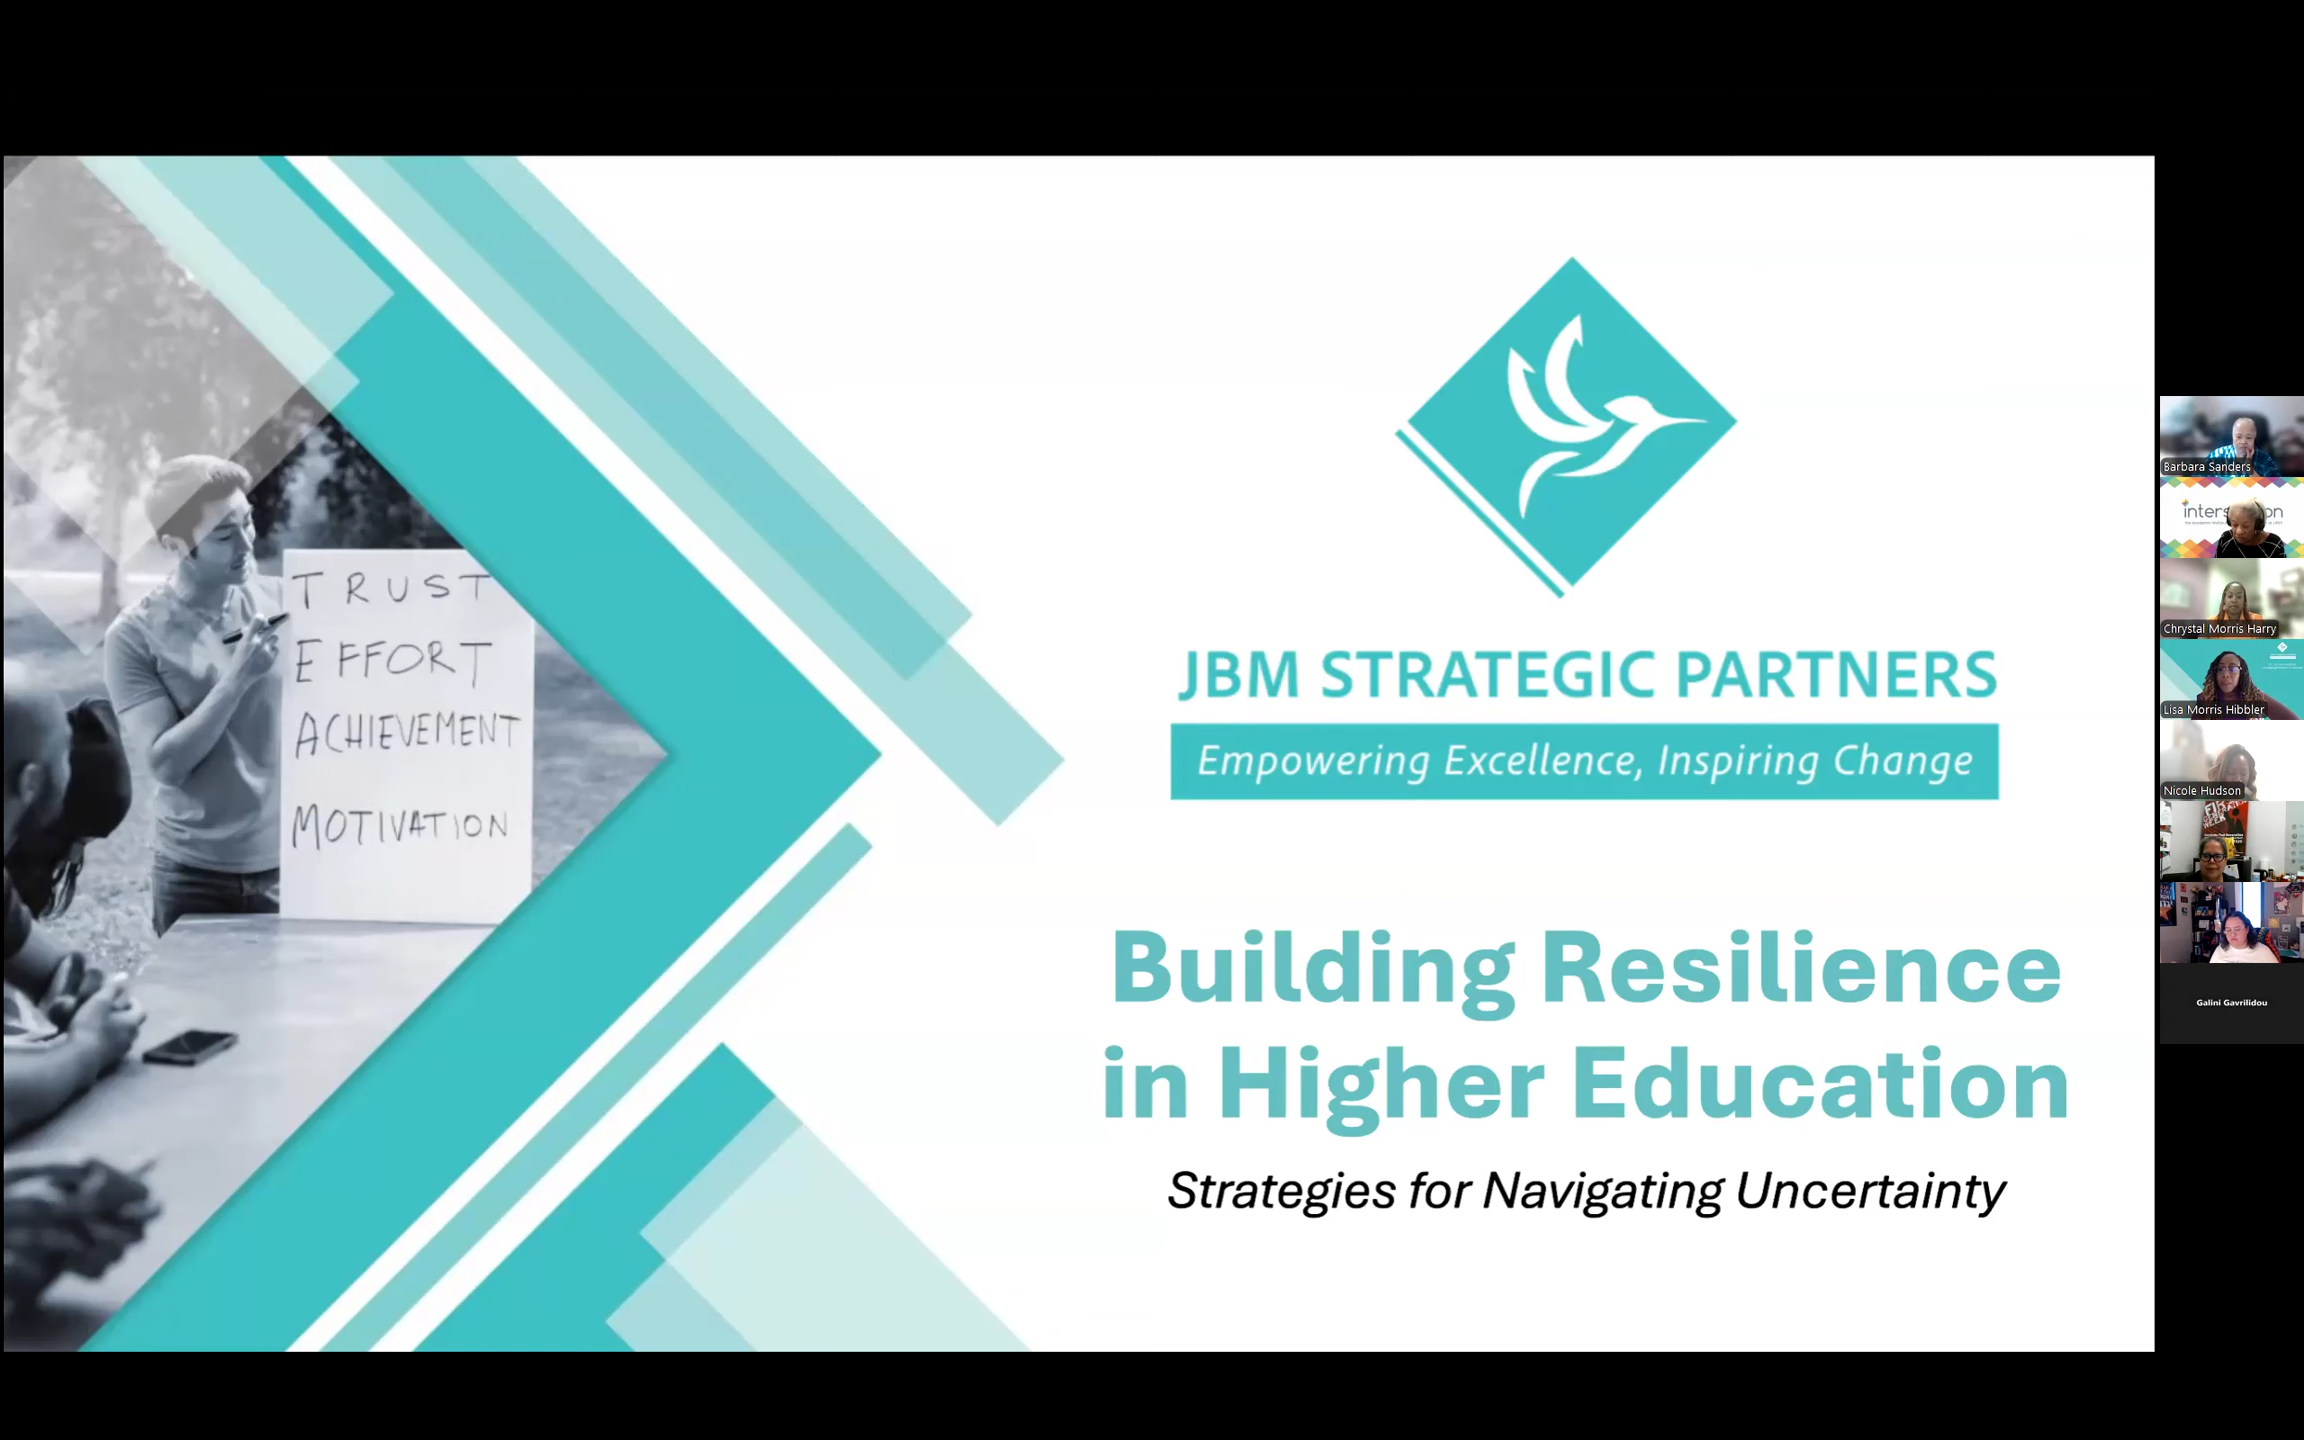 TRUST
EFFORT
ACHIEVEMENT
MOTIVATION
JBM STRATEGIC PARTNERS
Empowering Excellence, Inspiring Change
Building Resilience
in Higher Education
Strategies for Navigating Uncertainty
Barbara Sanders
Chrystal Morris Harry
Lisa Morris Hibbler
Nicole Hudson
Galini Gavrilidou